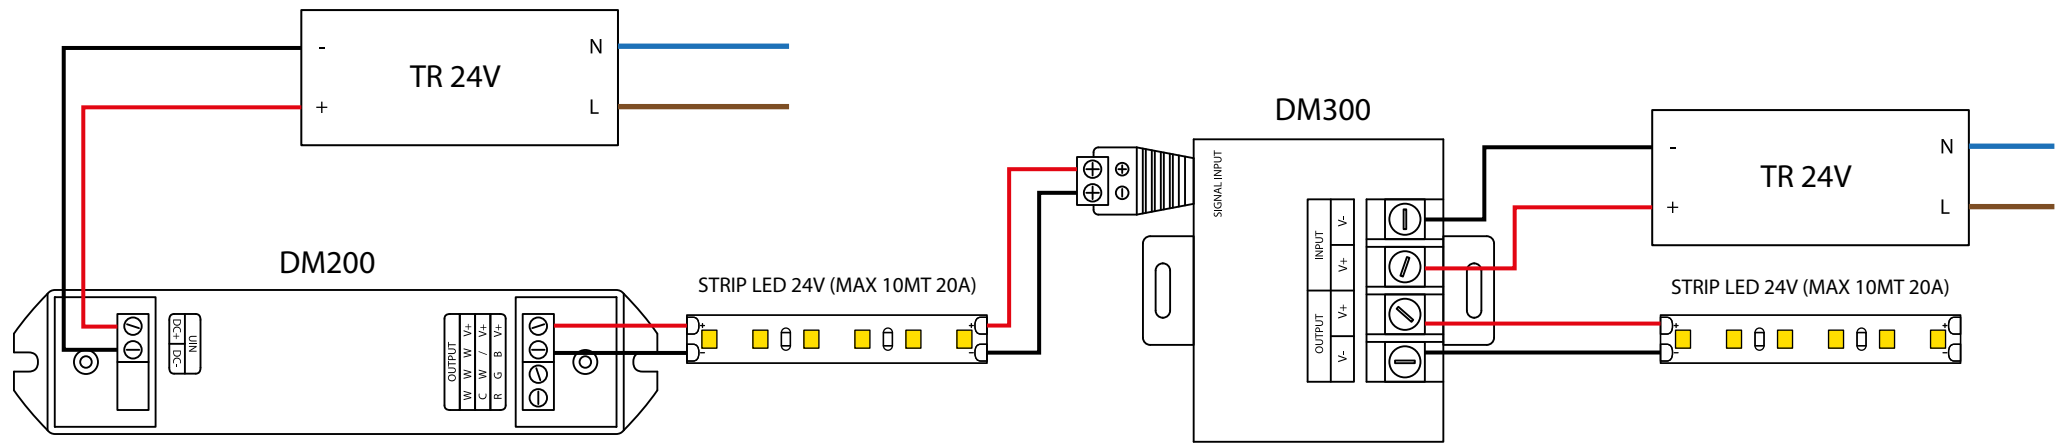 - N
TR 24V
+ L
DM200
DC+ DC-
UIN
OUTPUT
W W W V+
C W / V+
R G B V+
STRIP LED 24V (MAX 10MT 20A)
+ +
- -
+
-
DM300
SIGNAL INPUT
INPUT V- V+
OUTPUT V+ V-
- N
TR 24V
+ L
STRIP LED 24V (MAX 10MT 20A)
+ +
- -